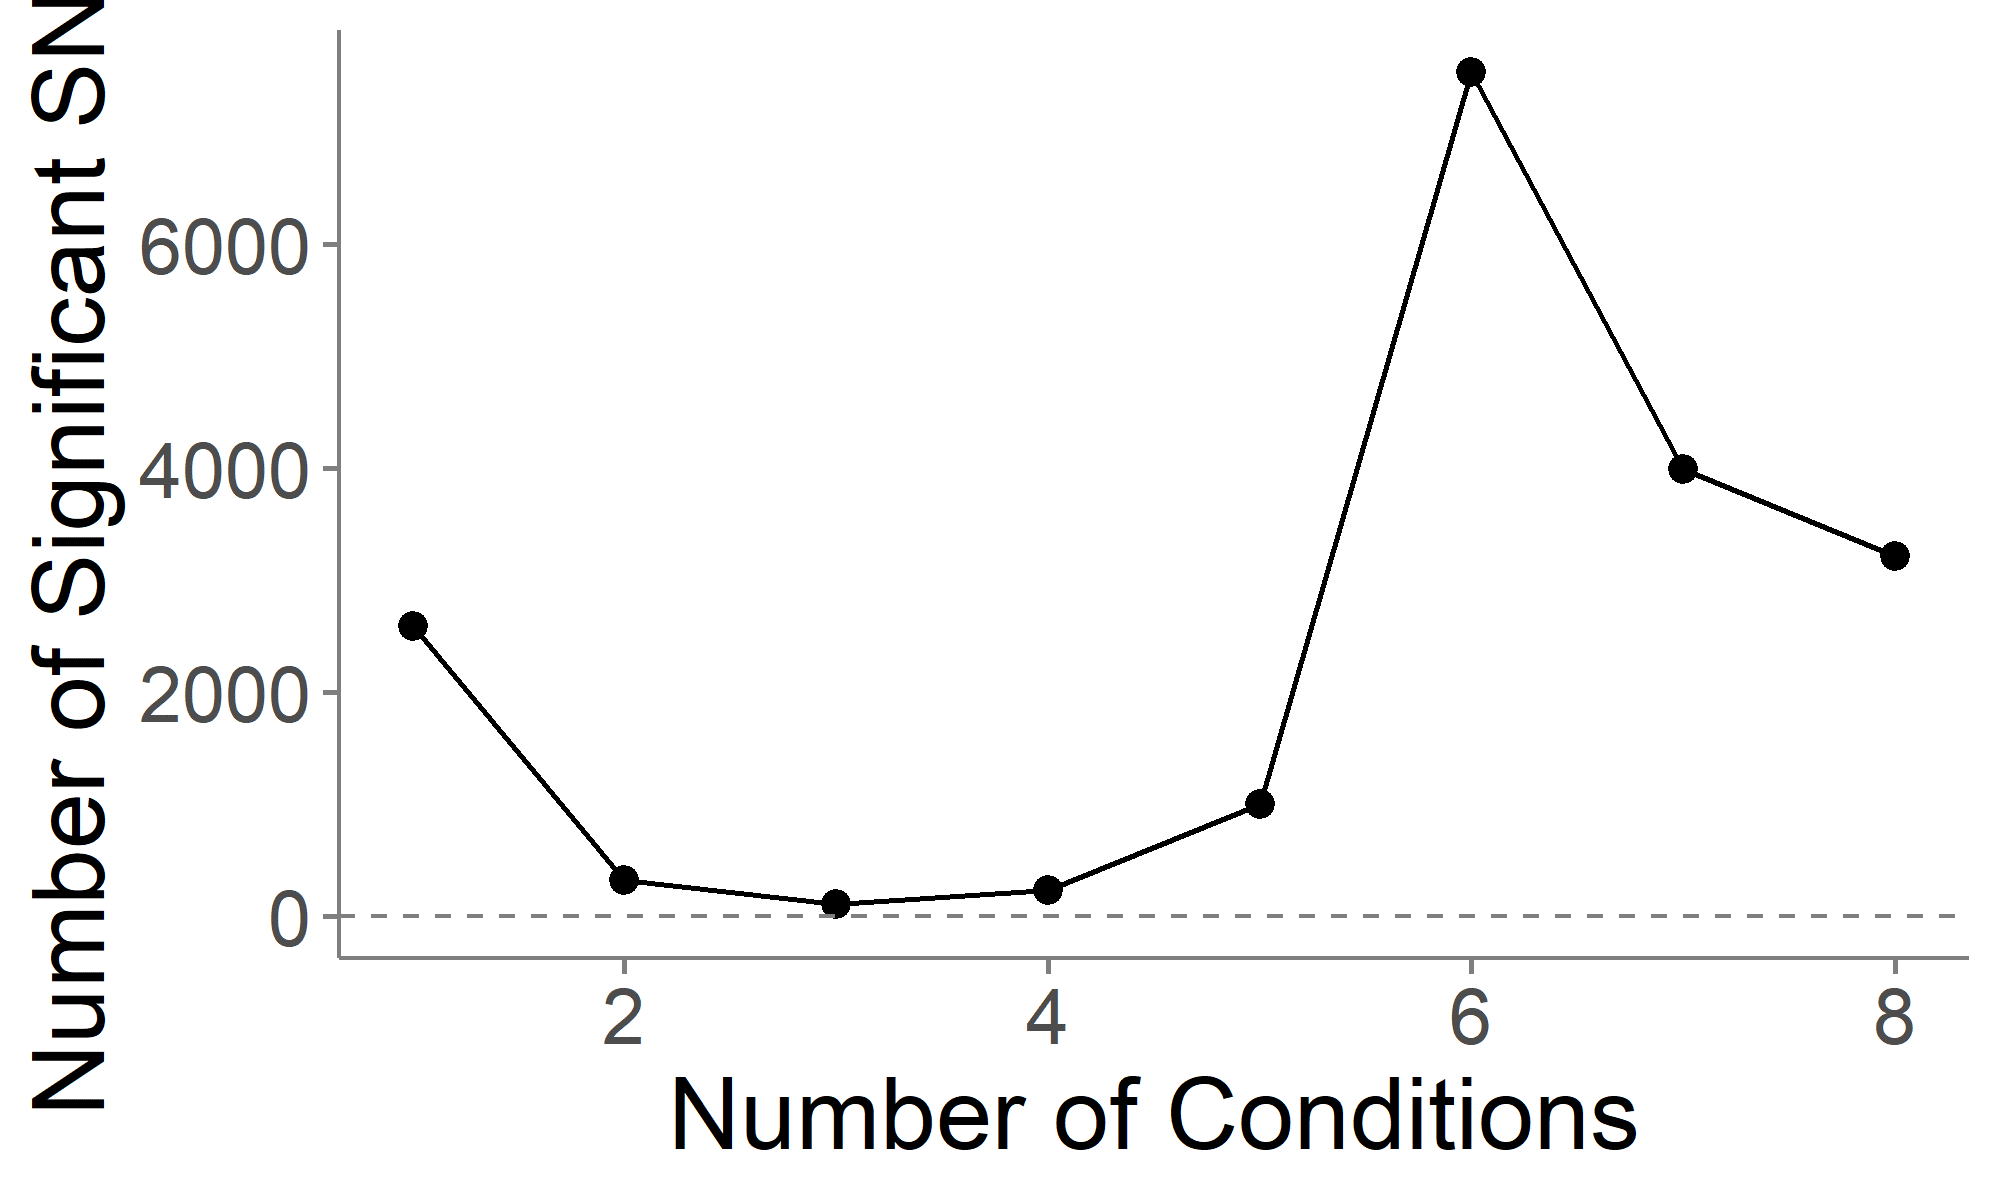 Number of Significant SN
6000
4000
2000
0
2 4 6 8
Number of Conditions